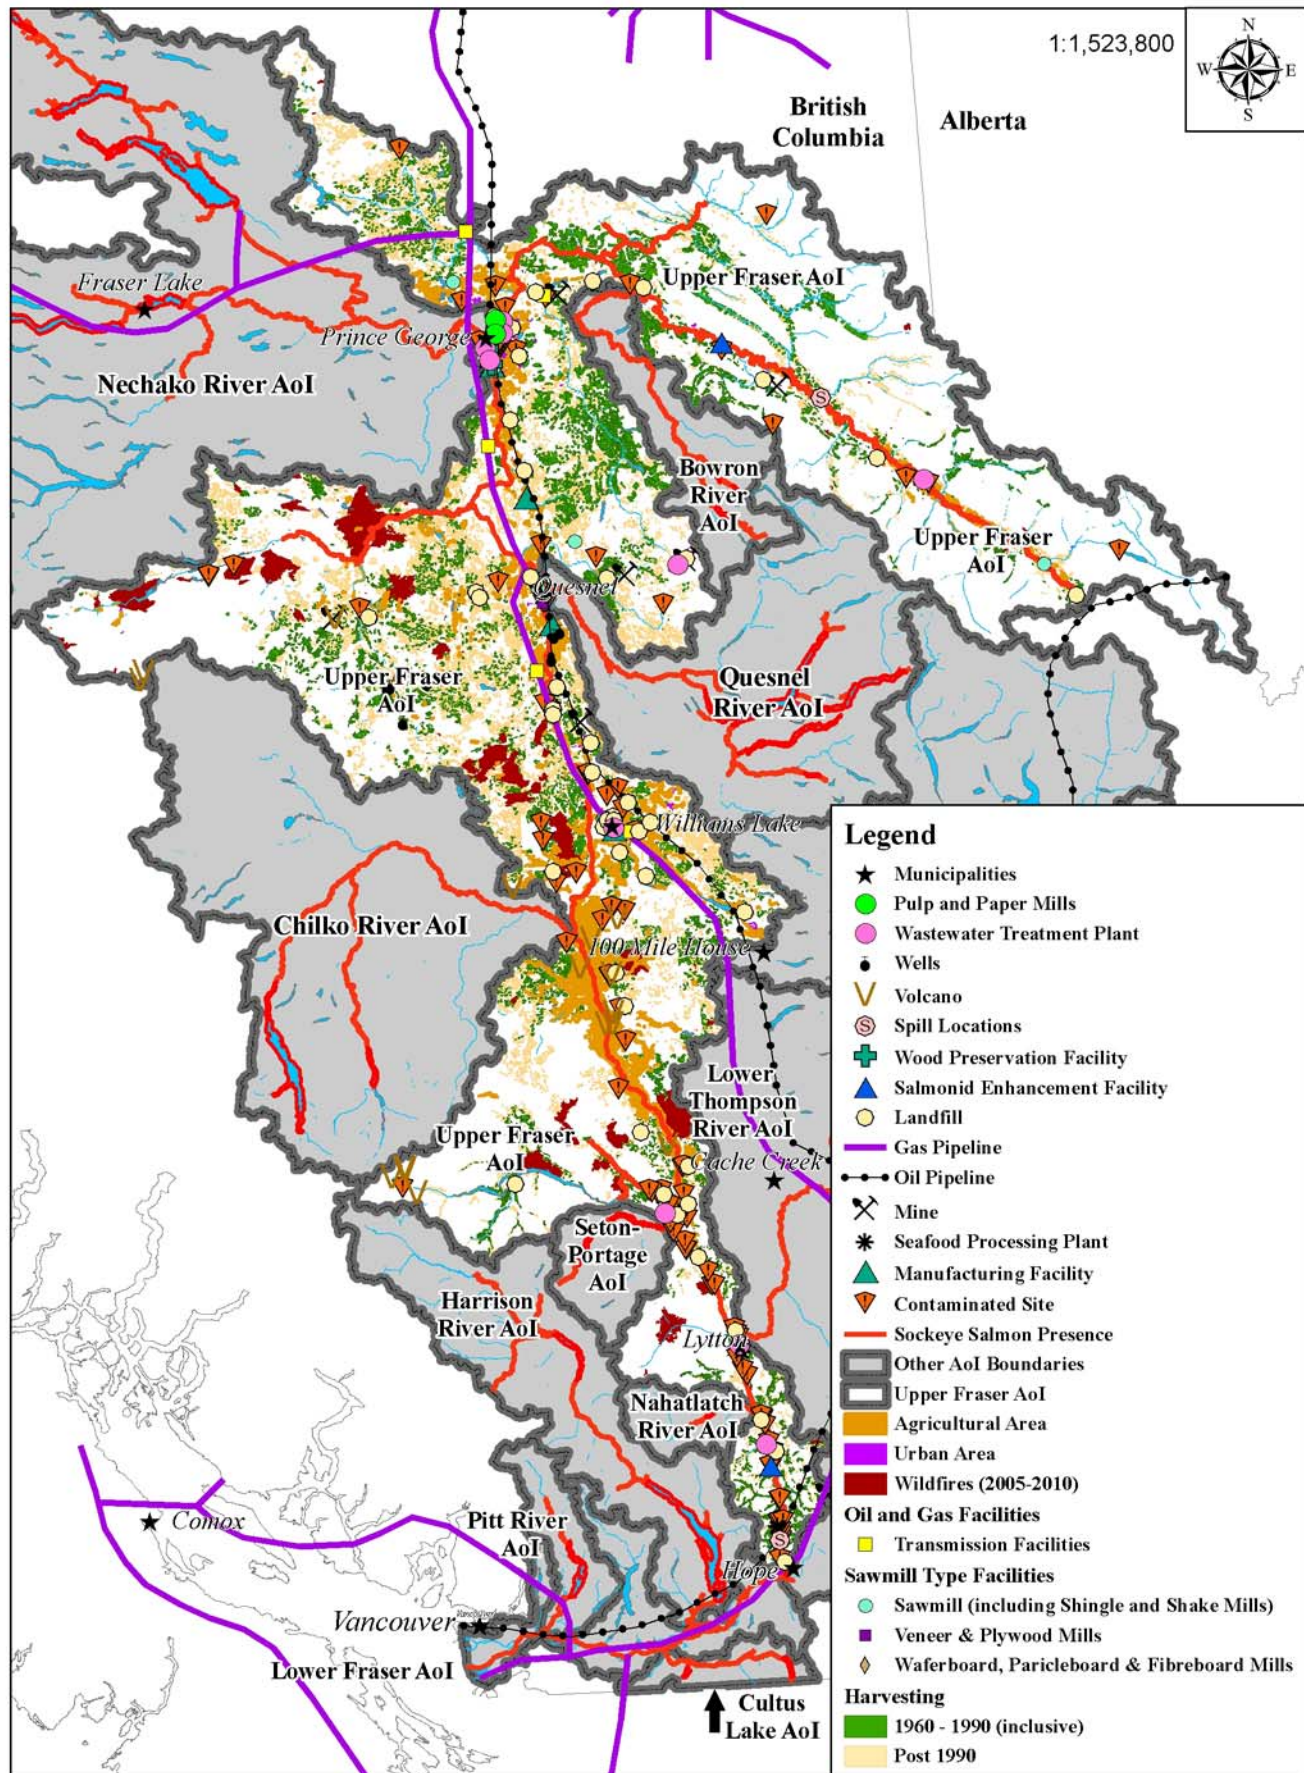 1:1,523,800
N
W
E
S
British
Columbia
Alberta
Fraser Lake
Upper Fraser AoI
Prince George
Nechako River AoI
S
Bowron
River
AoI
Upper Fraser
AoI
Quesnel
Upper Fraser
AoI
Quesnel
River AoI
Williams Lake
Chilko River AoI
100 Mile House
Lower
Thompson
River AoI
Upper Fraser
AoI
Cache Creek
Seton-
Portage
AoI
Harrison
River AoI
Lytton
Nahatlatch
River AoI
Pitt River
AoI
Comox
S
Hope
Vancouver
Vancouver
Lower Fraser AoI
Cultus
Lake AoI
Legend
Municipalities
Pulp and Paper Mills
Wastewater Treatment Plant
Wells
Volcano
S Spill Locations
Wood Preservation Facility
Salmonid Enhancement Facility
Landfill
Gas Pipeline
Oil Pipeline
Mine
Seafood Processing Plant
Manufacturing Facility
Contaminated Site
Sockeye Salmon Presence
Other AoI Boundaries
Upper Fraser AoI
Agricultural Area
Urban Area
Wildfires (2005-2010)
Oil and Gas Facilities
Transmission Facilities
Sawmill Type Facilities
Sawmill (including Shingle and Shake Mills)
Veneer & Plywood Mills
Waferboard, Paricleboard & Fibreboard Mills
Harvesting
1960 - 1990 (inclusive)
Post 1990